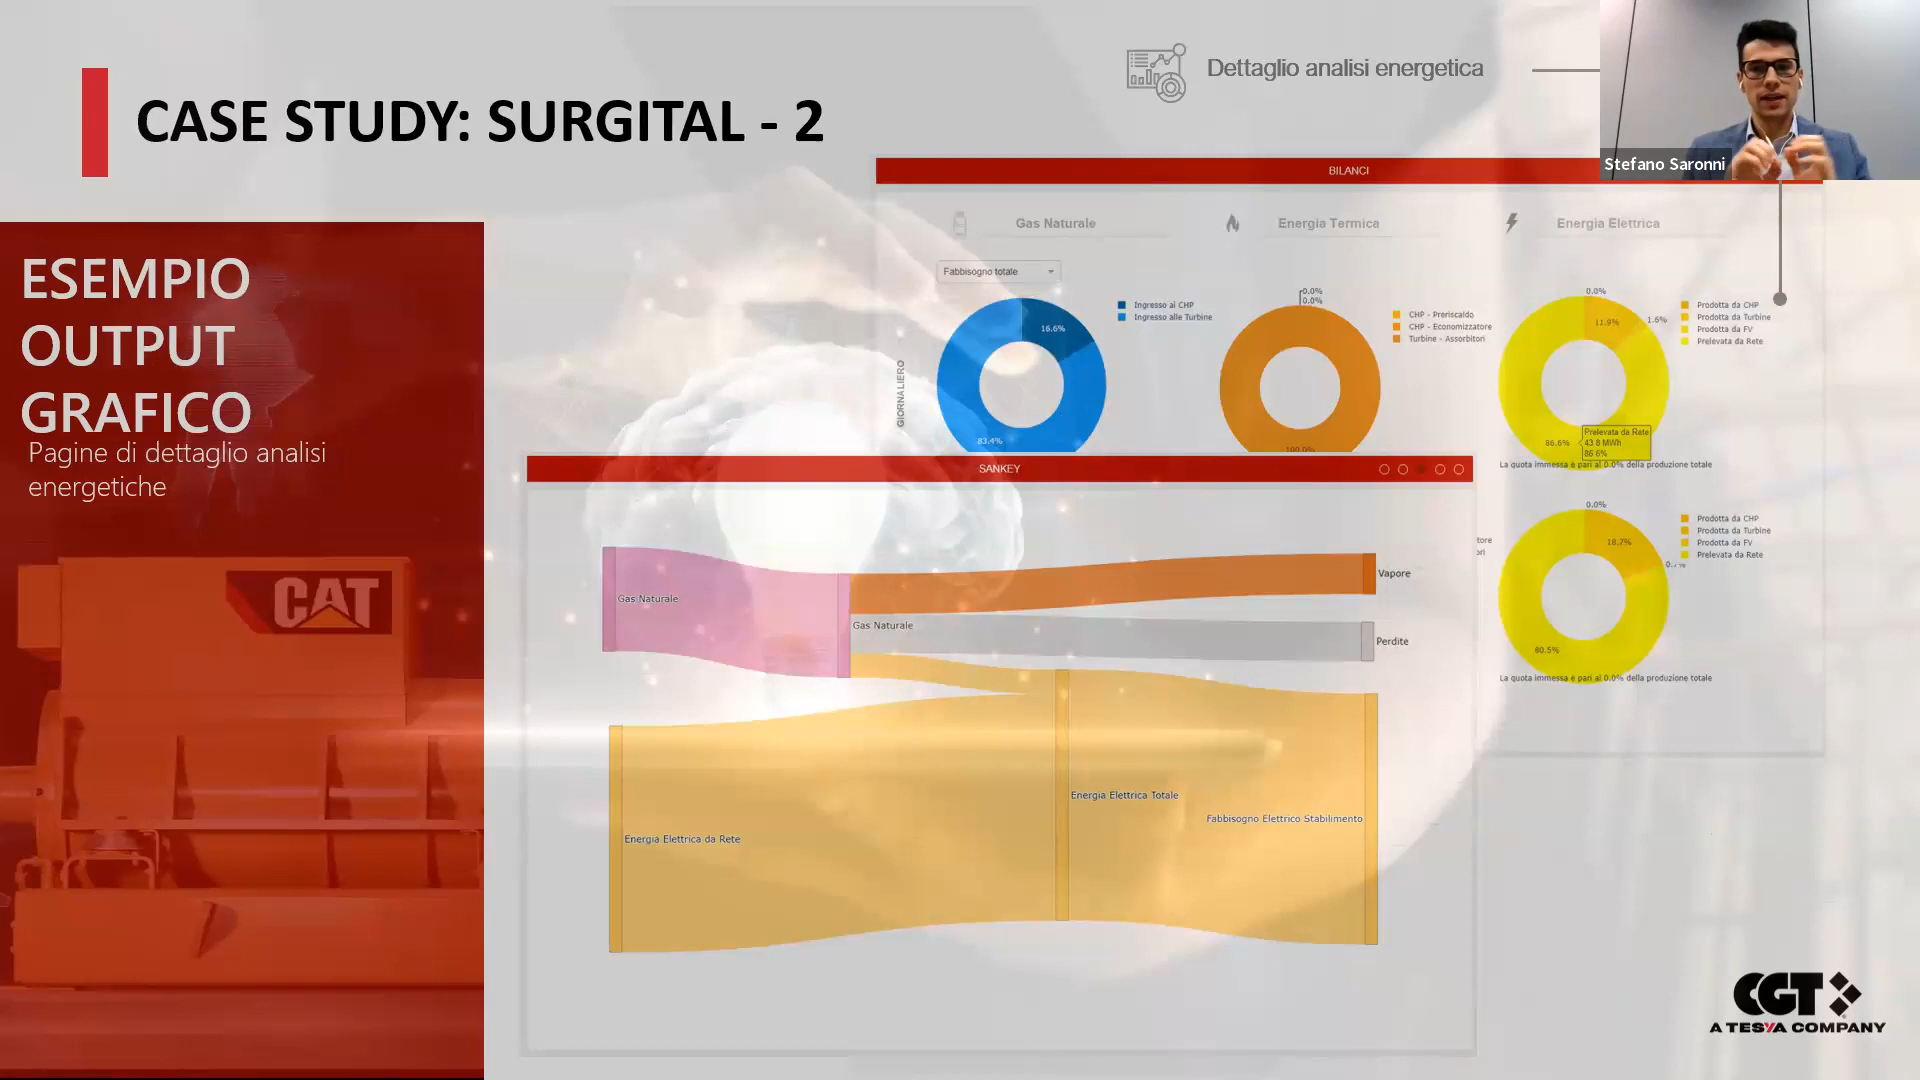 Dettaglio analisi energetica
CASE STUDY: SURGITAL - 2
Stefano Saronni
BILANCI
ESEMPIO
OUTPUT
GRAFICO
Pagine di dettaglio analisi
energetiche
CAT
Gas Naturale
Energia Termica
Energia Elettrica
Fabbisogno totale
GIORNALIERO
16.6%
83.4%
Ingresso ai CHP
Ingresso alle Turbine
0.0%
0.0%
100.0%
CHP - Preriscaldo
CHP - Economizzatore
Turbine - Assorbitori
0.0%
11.9%
1.6%
86.6%
Prelevata da Rete
43.8 MWh
86.6%
Prodotta da CHP
Prodotta da Turbine
Prodotta da FV
Prelevata da Rete
La quota immessa è pari al 0.0% della produzione totale
0.0%
18.7%
80.5%
Prodotta da CHP
Prodotta da Turbine
Prodotta da FV
Prelevata da Rete
La quota immessa è pari al 0.0% della produzione totale
SANKEY
Gas Naturale
Gas Naturale
Vapore
Perdite
Energia Elettrica da Rete
Energia Elettrica Totale
Fabbisogno Elettrico Stabilimento
CGT
A TESYA COMPANY